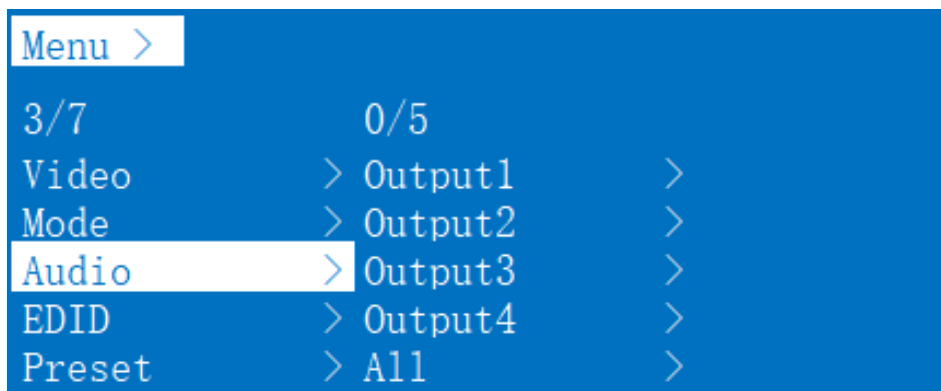 Menu >
3/7 0/5
Video > Output1 >
Mode > Output2 >
Audio > Output3 >
EDID > Output4 >
Preset > All >